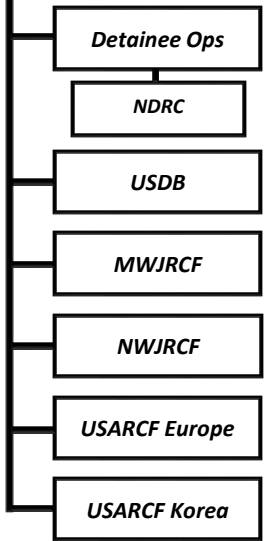 Detainee Ops
NDRC
USDB
MWJRCF
NWJRCF
USARCF Europe
USARCF Korea